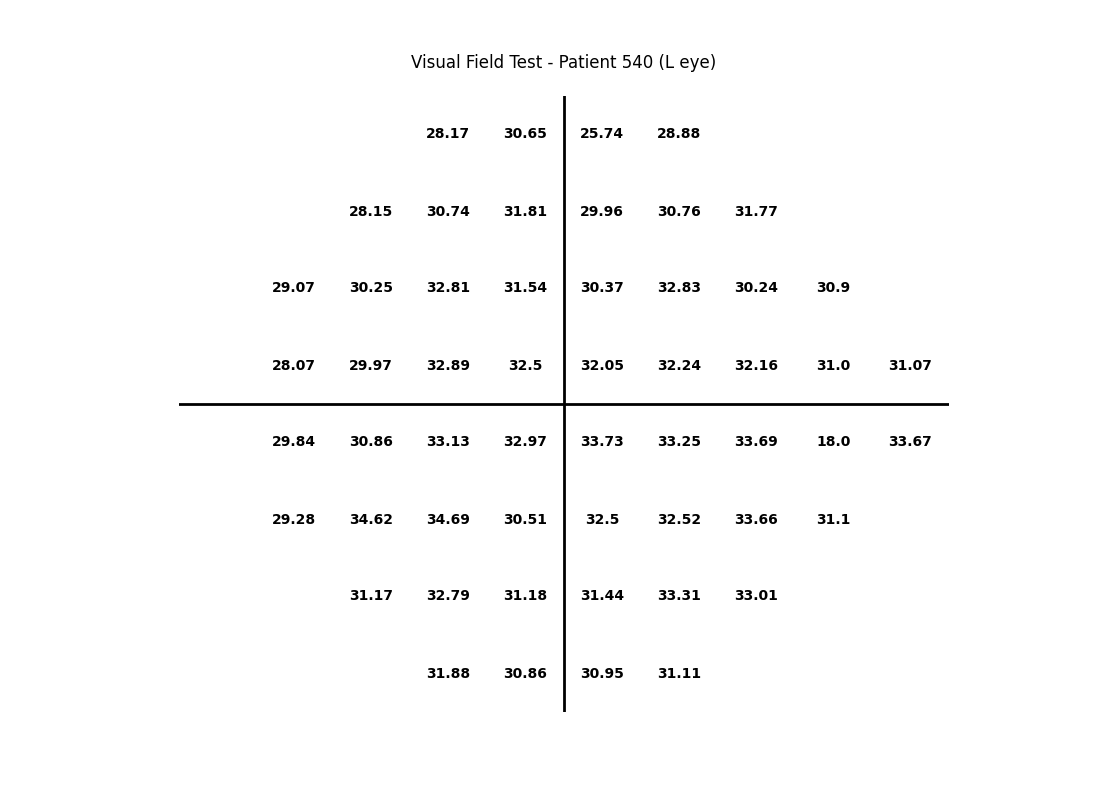 Visual Field Test - Patient 540 (L eye)
28.17 30.65 25.74 28.88
28.15 30.74 31.81 29.96 30.76 31.77
29.07 30.25 32.81 31.54 30.37 32.83 30.24 30.9
28.07 29.97 32.89 32.5 32.05 32.24 32.16 31.0 31.07
29.84 30.86 33.13 32.97 33.73 33.25 33.69 18.0 33.67
29.28 34.62 34.69 30.51 32.5 32.52 33.66 31.1
31.17 32.79 31.18 31.44 33.31 33.01
31.88 30.86 30.95 31.11